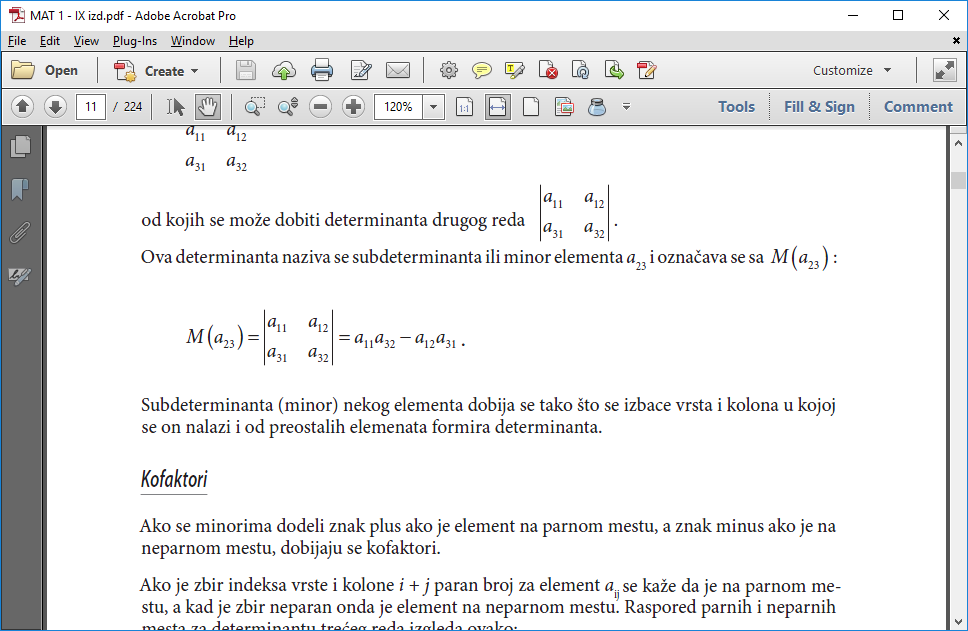 MAT 1 - IX izd.pdf - Adobe Acrobat Pro
File Edit View Plug-Ins Window Help
Open Create Customize
11 / 224 120% Tools Fill & Sign Comment
a₁₁ a₁₂
a₃₁ a₃₂
od kojih se može dobiti determinanta drugog reda |a₁₁ a₁₂|
|a₃₁ a₃₂| .
Ova determinanta naziva se subdeterminanta ili minor elementa a₂₃ i označava se sa M(a₂₃) :
M(a₂₃) = |a₁₁ a₁₂| = a₁₁a₃₂ − a₁₂a₃₁ .
|a₃₁ a₃₂|
Subdeterminanta (minor) nekog elementa dobija se tako što se izbace vrsta i kolona u kojoj
se on nalazi i od preostalih elemenata formira determinanta.
Kofaktori
Ako se minorima dodeli znak plus ako je element na parnom mestu, a znak minus ako je na
neparnom mestu, dobijaju se kofaktori.
Ako je zbir indeksa vrste i kolone i + j paran broj za element aᵢⱼ se kaže da je na parnom me-
stu, a kad je zbir neparan onda je element na neparnom mestu. Raspored parnih i neparnih
mesta za determinantu trećeg reda izgleda ovako: